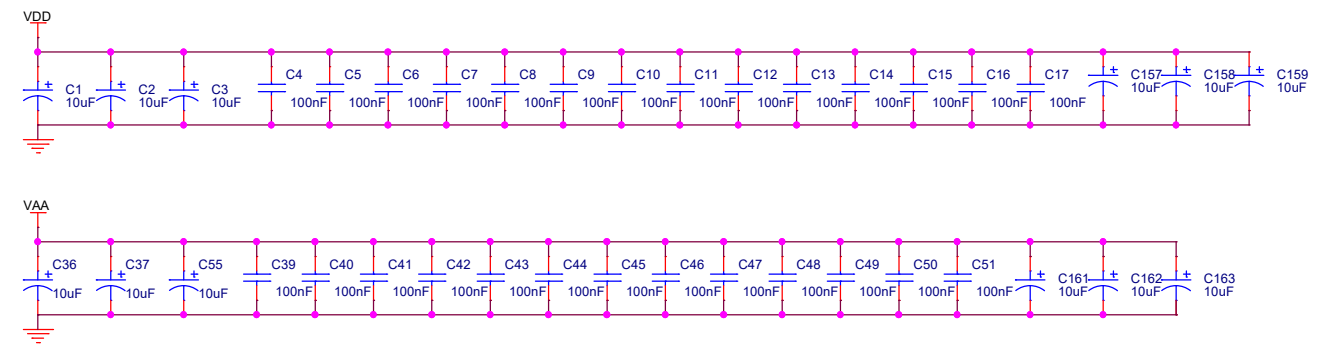 VDD
C4 C5 C6 C7 C8 C9 C10 C11 C12 C13 C14 C15 C16 C17 C157 C158 C159
C1 C2 C3 10uF 10uF 10uF
10uF 10uF 10uF 100nF 100nF 100nF 100nF 100nF 100nF 100nF 100nF 100nF 100nF 100nF 100nF 100nF 100nF
VAA
C36 C37 C55 C39 C40 C41 C42 C43 C44 C45 C46 C47 C48 C49 C50 C51
C161 C162 C163
10uF 10uF 10uF 100nF 100nF 100nF 100nF 100nF 100nF 100nF 100nF 100nF 100nF 100nF 100nF 100nF 10uF 10uF 10uF